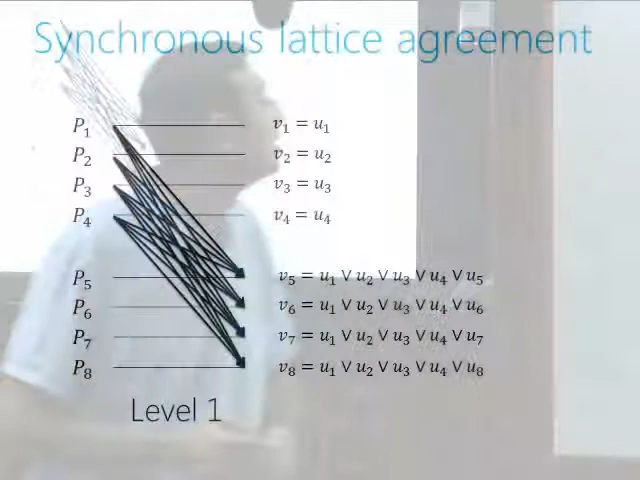 Synchronous lattice agreement
P₁ v₁ = u₁
P₂ v₂ = u₂
P₃ v₃ = u₃
P₄ v₄ = u₄
P₅ v₅ = u₁ ∨ u₂ ∨ u₃ ∨ u₄ ∨ u₅
P₆ v₆ = u₁ ∨ u₂ ∨ u₃ ∨ u₄ ∨ u₆
P₇ v₇ = u₁ ∨ u₂ ∨ u₃ ∨ u₄ ∨ u₇
P₈ v₈ = u₁ ∨ u₂ ∨ u₃ ∨ u₄ ∨ u₈
Level 1